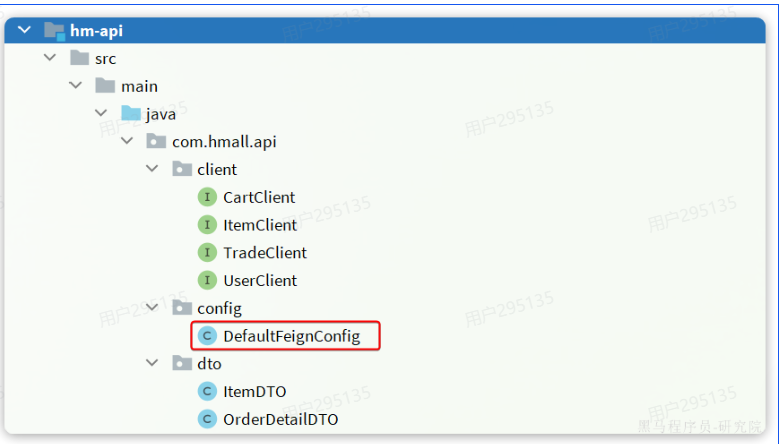 hm-api
src
main
java
com.hmall.api
client
I CartClient
I ItemClient
I TradeClient
I UserClient
config
C DefaultFeignConfig
dto
C ItemDTO
C OrderDetailDTO
用户295135
用户295135
用户295135
用户295135
用户295135
用户295135
用户295135
用户295135
黑马程序员-研究院